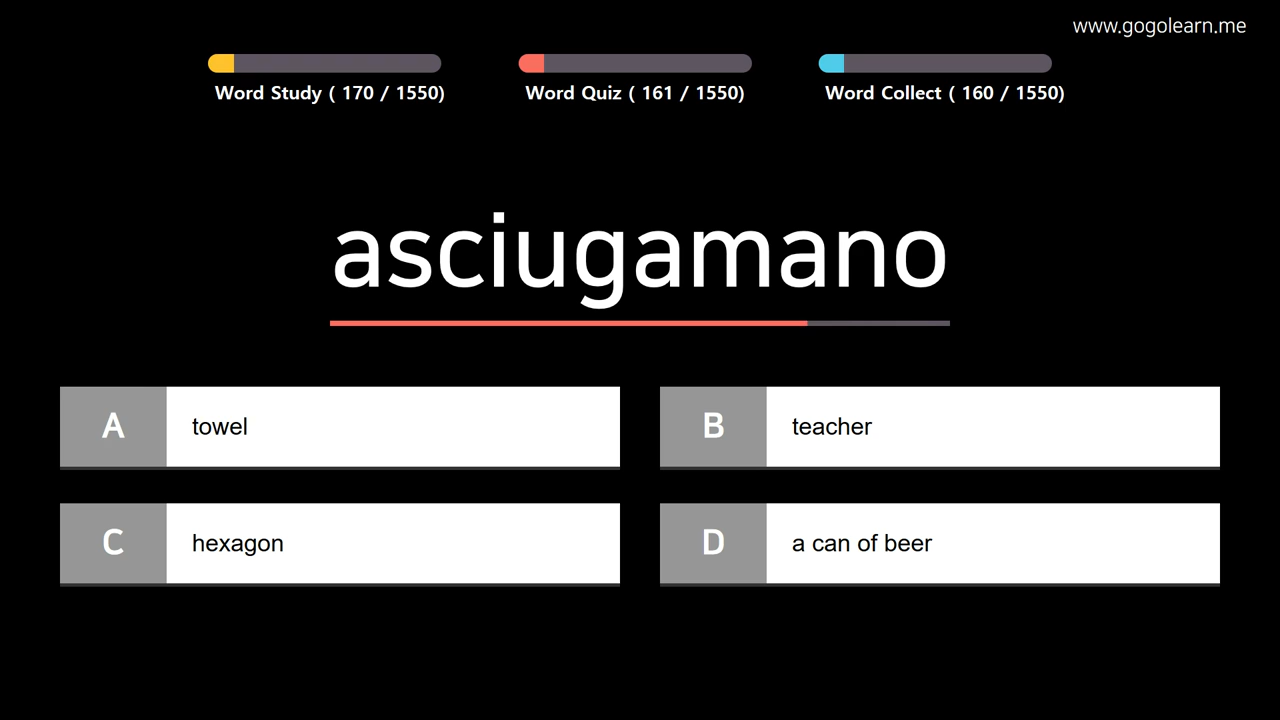 www.gogolearn.me
Word Study ( 170 / 1550)
Word Quiz ( 161 / 1550)
Word Collect ( 160 / 1550)
asciugamano
A towel
B teacher
C hexagon
D a can of beer